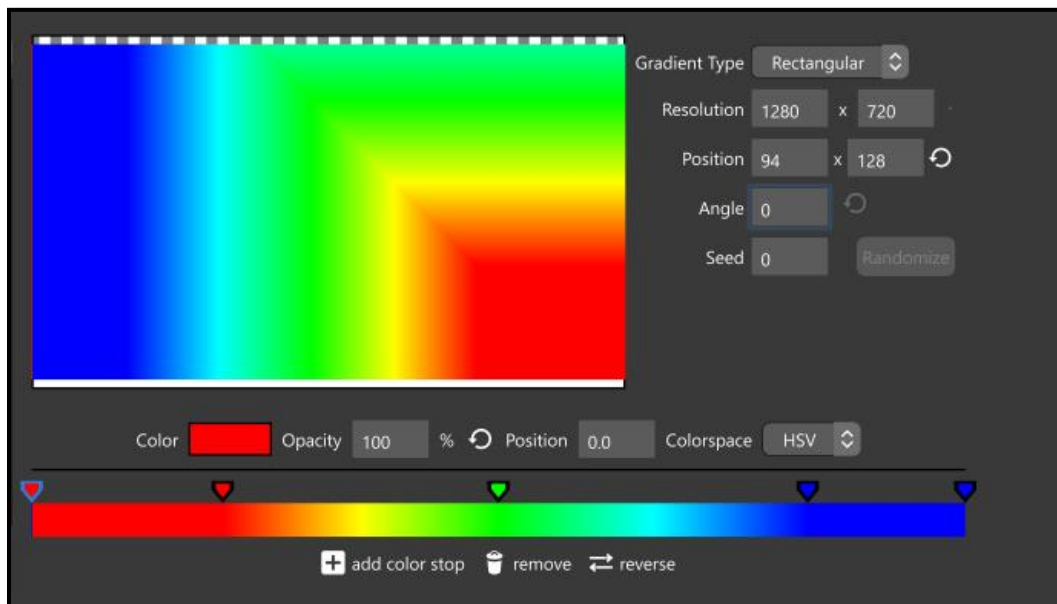 Gradient Type Rectangular
Resolution 1280 x 720
Position 94 x 128
Angle 0
Seed 0 Randomize
Color Opacity 100 % Position 0.0 Colorspace HSV
add color stop remove reverse